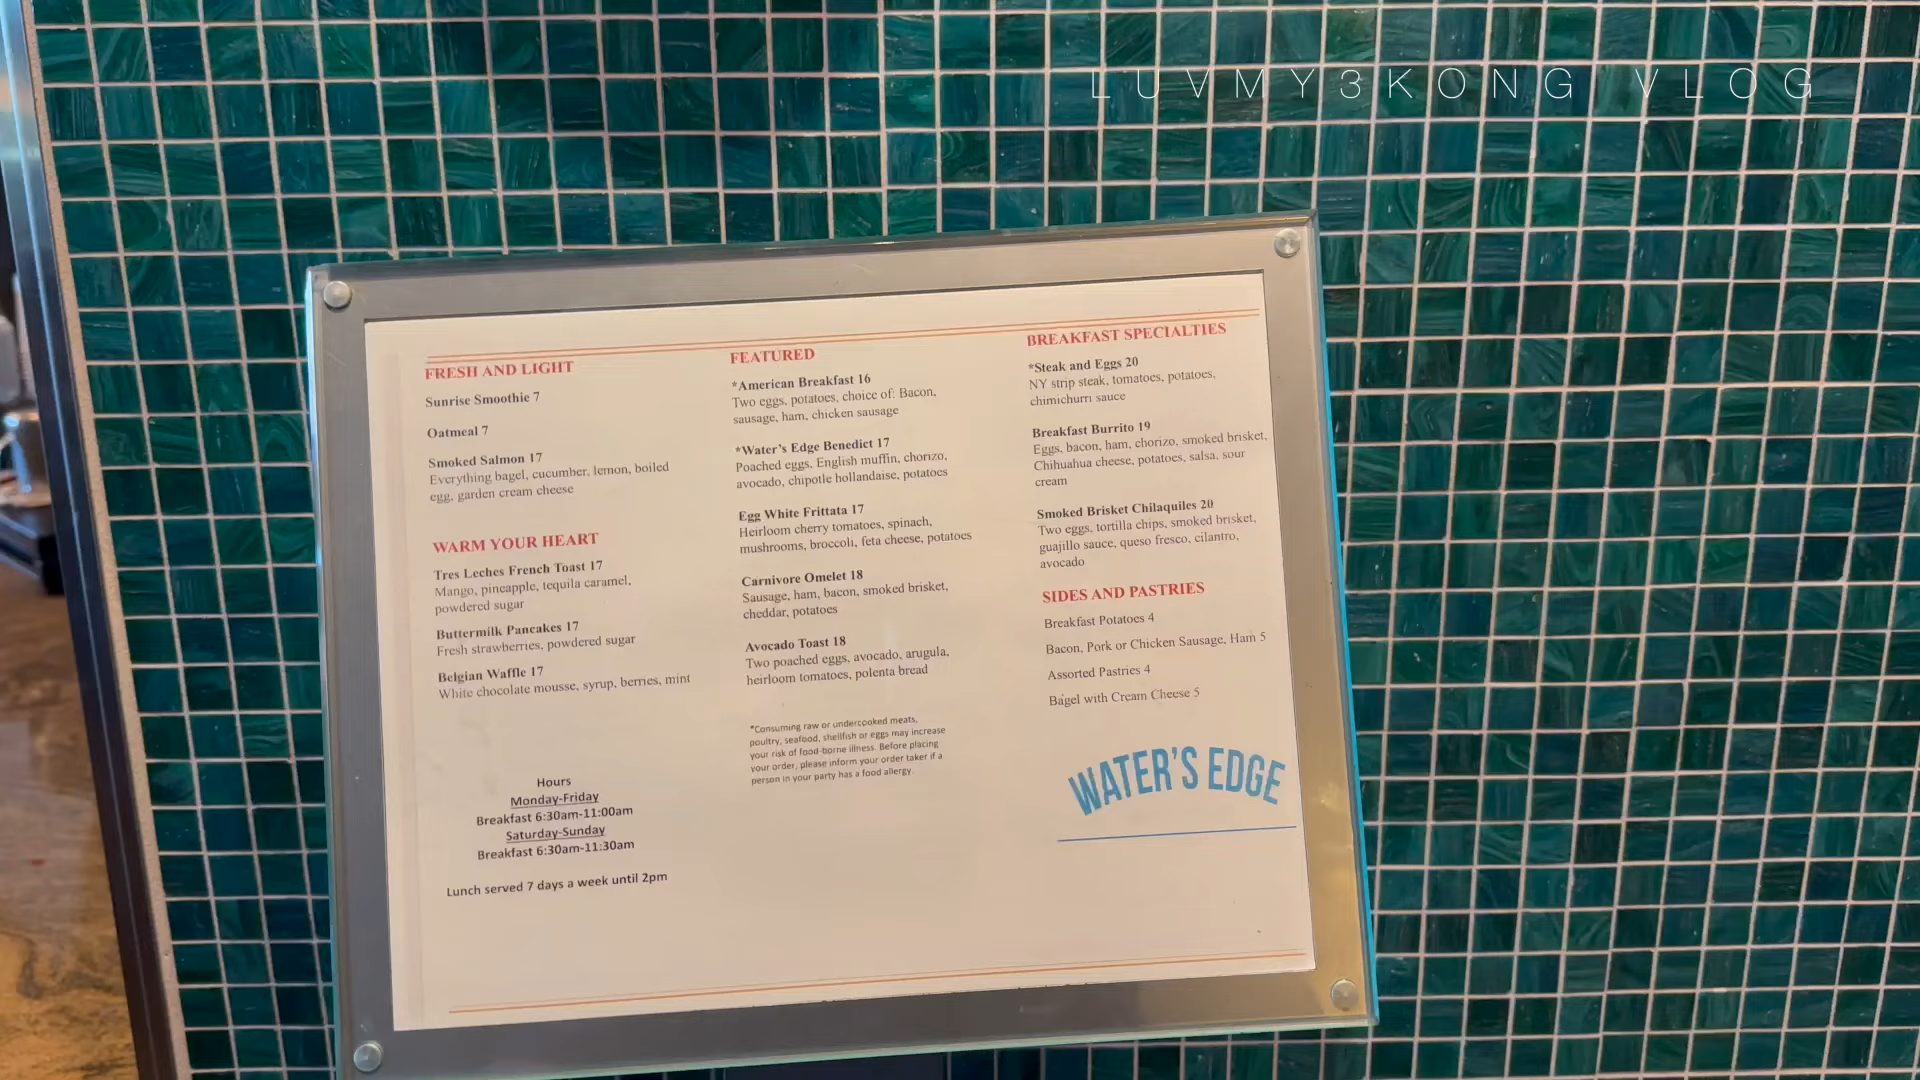 LUVMY3KONG VLOG
FRESH AND LIGHT
Sunrise Smoothie 7
Oatmeal 7
Smoked Salmon 17
Everything bagel, cucumber, lemon, boiled
egg, garden cream cheese
WARM YOUR HEART
Tres Leches French Toast 17
Mango, pineapple, tequila caramel,
powdered sugar
Buttermilk Pancakes 17
Fresh strawberries, powdered sugar
Belgian Waffle 17
White chocolate mousse, syrup, berries, mint
Hours
Monday-Friday
Breakfast 6:30am-11:00am
Saturday-Sunday
Breakfast 6:30am-11:30am
Lunch served 7 days a week until 2pm
FEATURED
*American Breakfast 16
Two eggs, potatoes, choice of: Bacon,
sausage, ham, chicken sausage
*Water's Edge Benedict 17
Poached eggs, English muffin, chorizo,
avocado, chipotle hollandaise, potatoes
Egg White Frittata 17
Heirloom cherry tomatoes, spinach,
mushrooms, broccoli, feta cheese, potatoes
Carnivore Omelet 18
Sausage, ham, bacon, smoked brisket,
cheddar, potatoes
Avocado Toast 18
Two poached eggs, avocado, arugula,
heirloom tomatoes, polenta bread
*Consuming raw or undercooked meats,
poultry, seafood, shellfish or eggs may increase
your risk of food-borne illness. Before placing
your order, please inform your order taker if a
person in your party has a food allergy.
BREAKFAST SPECIALTIES
*Steak and Eggs 20
NY strip steak, tomatoes, potatoes,
chimichurri sauce
Breakfast Burrito 19
Eggs, bacon, ham, chorizo, smoked brisket,
Chihuahua cheese, potatoes, salsa, sour
cream
Smoked Brisket Chilaquiles 20
Two eggs, tortilla chips, smoked brisket,
guajillo sauce, queso fresco, cilantro,
avocado
SIDES AND PASTRIES
Breakfast Potatoes 4
Bacon, Pork or Chicken Sausage, Ham 5
Assorted Pastries 4
Bagel with Cream Cheese 5
WATER'S EDGE